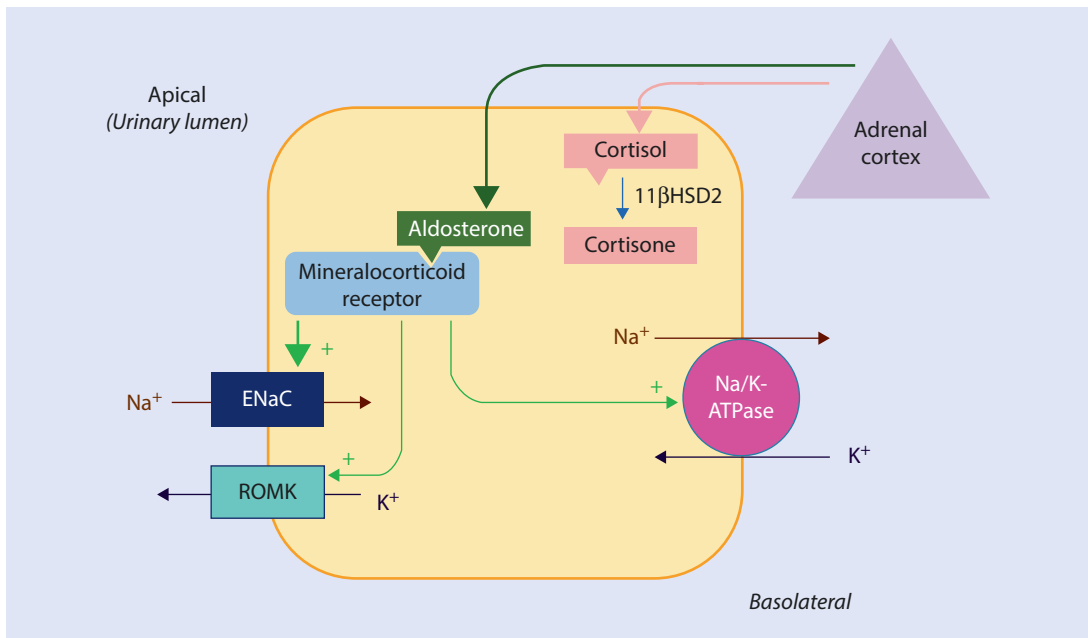 Apical
(Urinary lumen)
Adrenal
cortex
Cortisol
11βHSD2
Cortisone
Aldosterone
Mineralocorticoid
receptor
+
Na⁺
ENaC
+
ROMK
K⁺
Na⁺
+
Na/K-
ATPase
K⁺
Basolateral